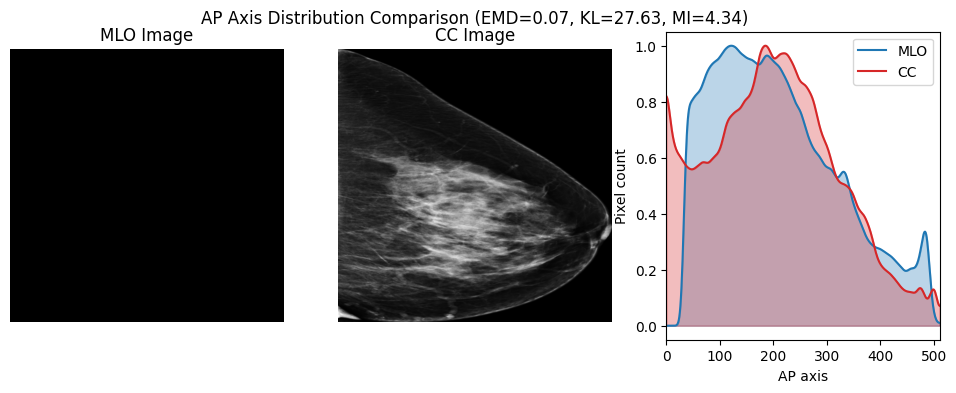 AP Axis Distribution Comparison (EMD=0.07, KL=27.63, MI=4.34)
MLO Image
CC Image
MLO
CC
Pixel count
1.0
0.8
0.6
0.4
0.2
0.0
0 100 200 300 400 500
AP axis